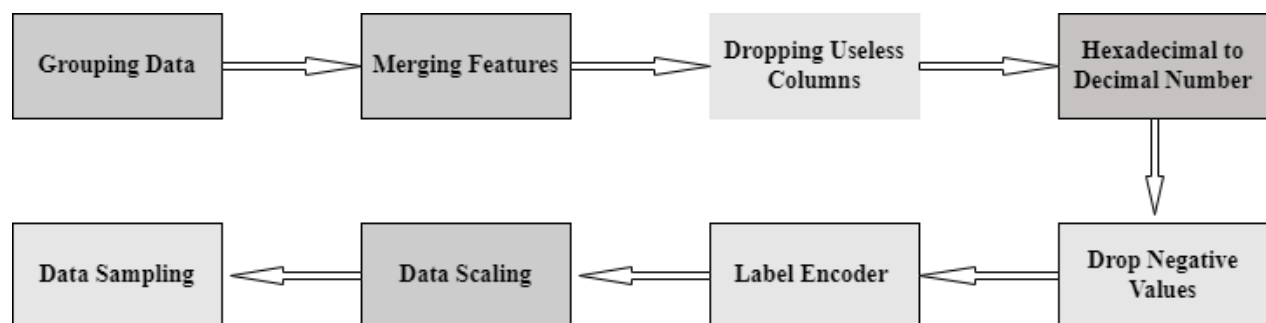 Grouping Data
Merging Features
Dropping Useless
Columns
Hexadecimal to
Decimal Number
Drop Negative
Values
Label Encoder
Data Scaling
Data Sampling